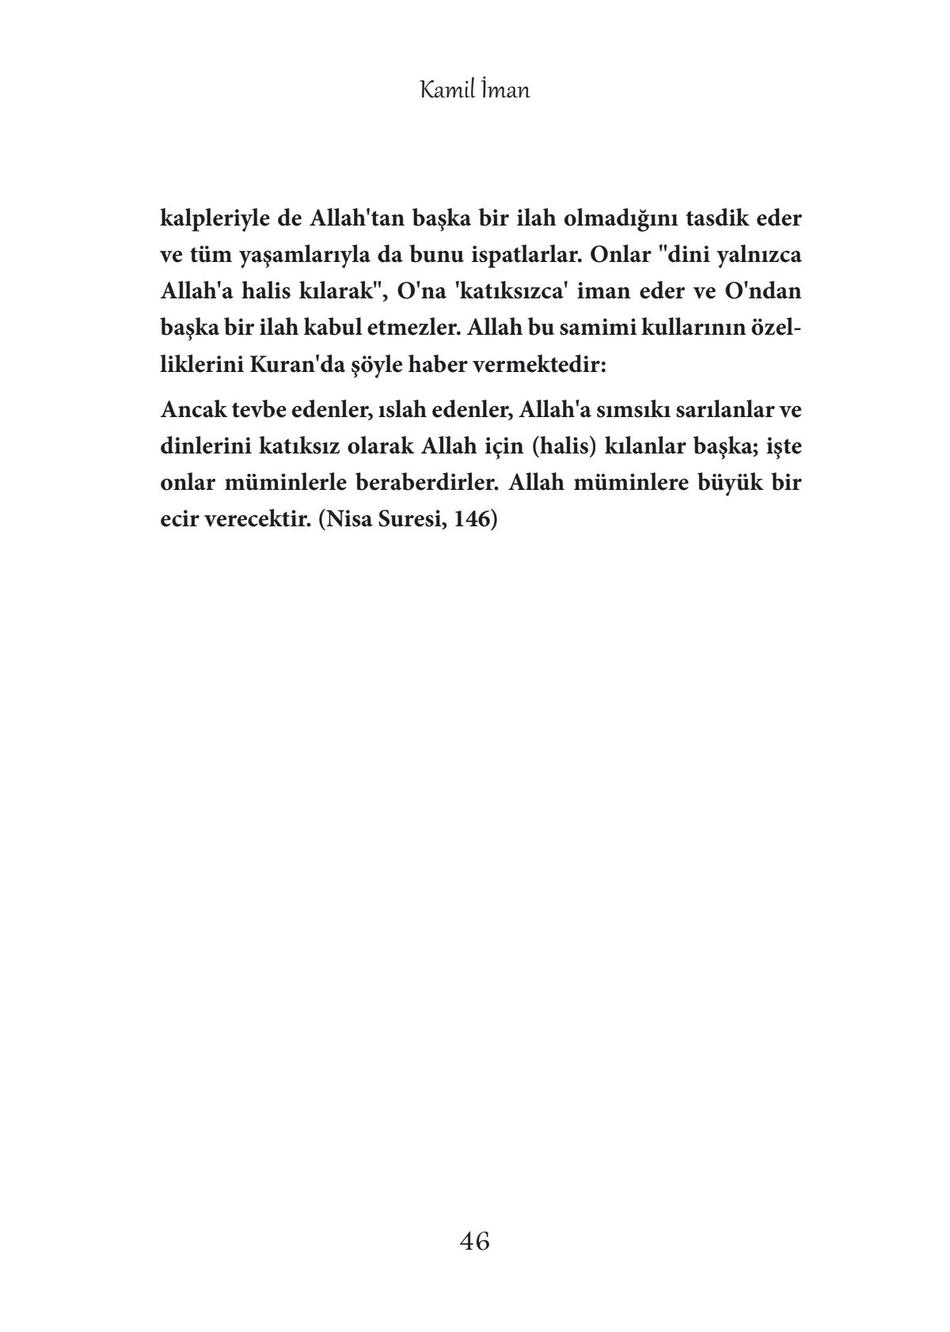 Kamil İman
kalpleriyle de Allah'tan başka bir ilah olmadığını tasdik eder
ve tüm yaşamlarıyla da bunu ispatlarlar. Onlar "dini yalnızca
Allah'a halis kılarak", O'na 'katıksızca' iman eder ve O'ndan
başka bir ilah kabul etmezler. Allah bu samimi kullarının özel-
liklerini Kuran'da şöyle haber vermektedir:
Ancak tevbe edenler, ıslah edenler, Allah'a sımsıkı sarılanlar ve
dinlerini katıksız olarak Allah için (halis) kılanlar başka; işte
onlar müminlerle beraberdirler. Allah müminlere büyük bir
ecir verecektir. (Nisa Suresi, 146)
46